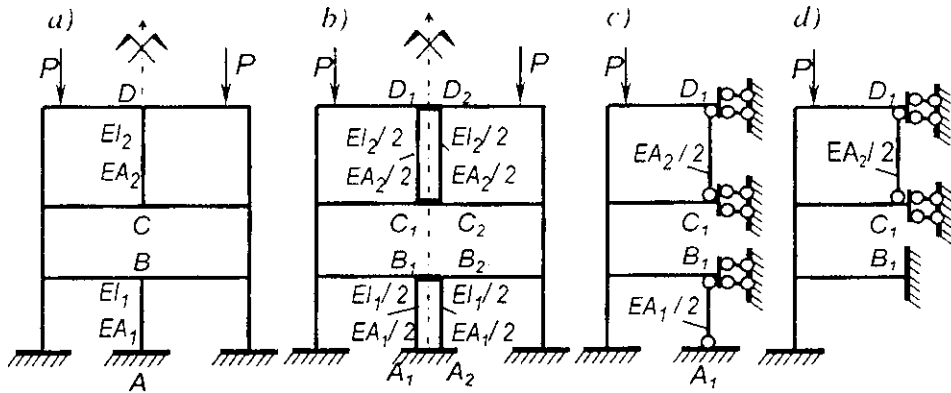 a)
b)
c)
d)
P
P
P
P
P
P
D
EI₂
EA₂
C
B
EI₁
EA₁
A
D₁ D₂
EI₂/2 EI₂/2
EA₂/2 EA₂/2
C₁ C₂
B₁ B₂
EI₁/2 EI₁/2
EA₁/2 EA₁/2
A₁ A₂
D₁
EA₂/2
C₁
B₁
EA₁/2
A₁
D₁
EA₂/2
C₁
B₁